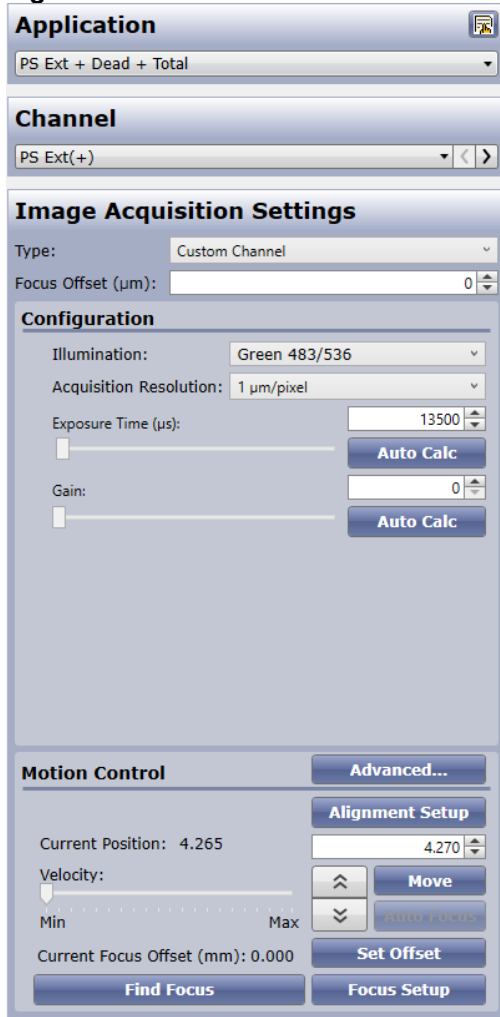 Application
PS Ext + Dead + Total
Channel
PS Ext(+)
Image Acquisition Settings
Type: Custom Channel
Focus Offset (µm): 0
Configuration
Illumination: Green 483/536
Acquisition Resolution: 1 µm/pixel
Exposure Time (µs): 13500
Auto Calc
Gain: 0
Auto Calc
Motion Control Advanced...
Alignment Setup
Current Position: 4.265 4.270
Velocity: Move
Min Max Auto Focus
Current Focus Offset (mm): 0.000 Set Offset
Find Focus Focus Setup